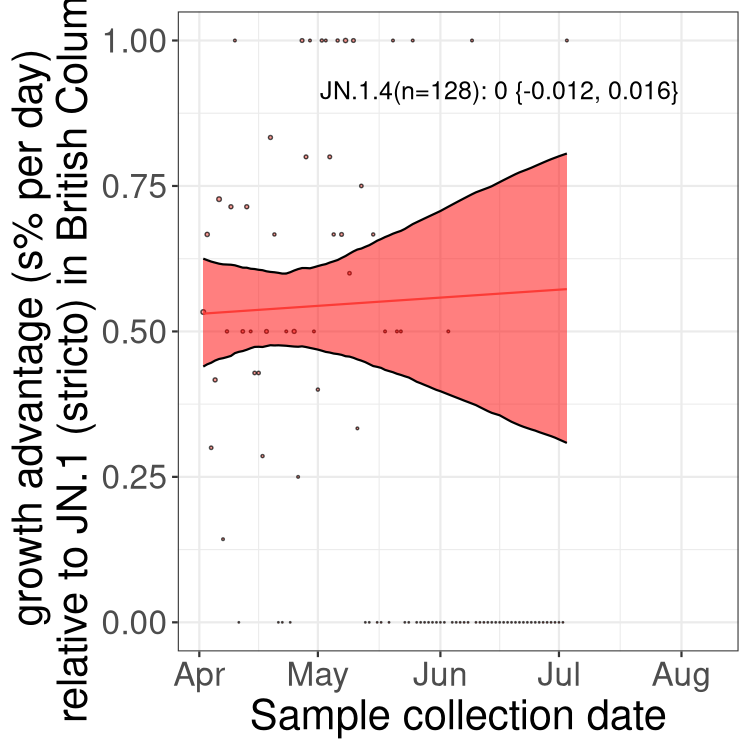 growth advantage (s% per day)
relative to JN.1 (stricto) in British Colum
1.00
0.75
0.50
0.25
0.00
JN.1.4(n=128): 0 {-0.012, 0.016}
Apr May Jun Jul Aug
Sample collection date